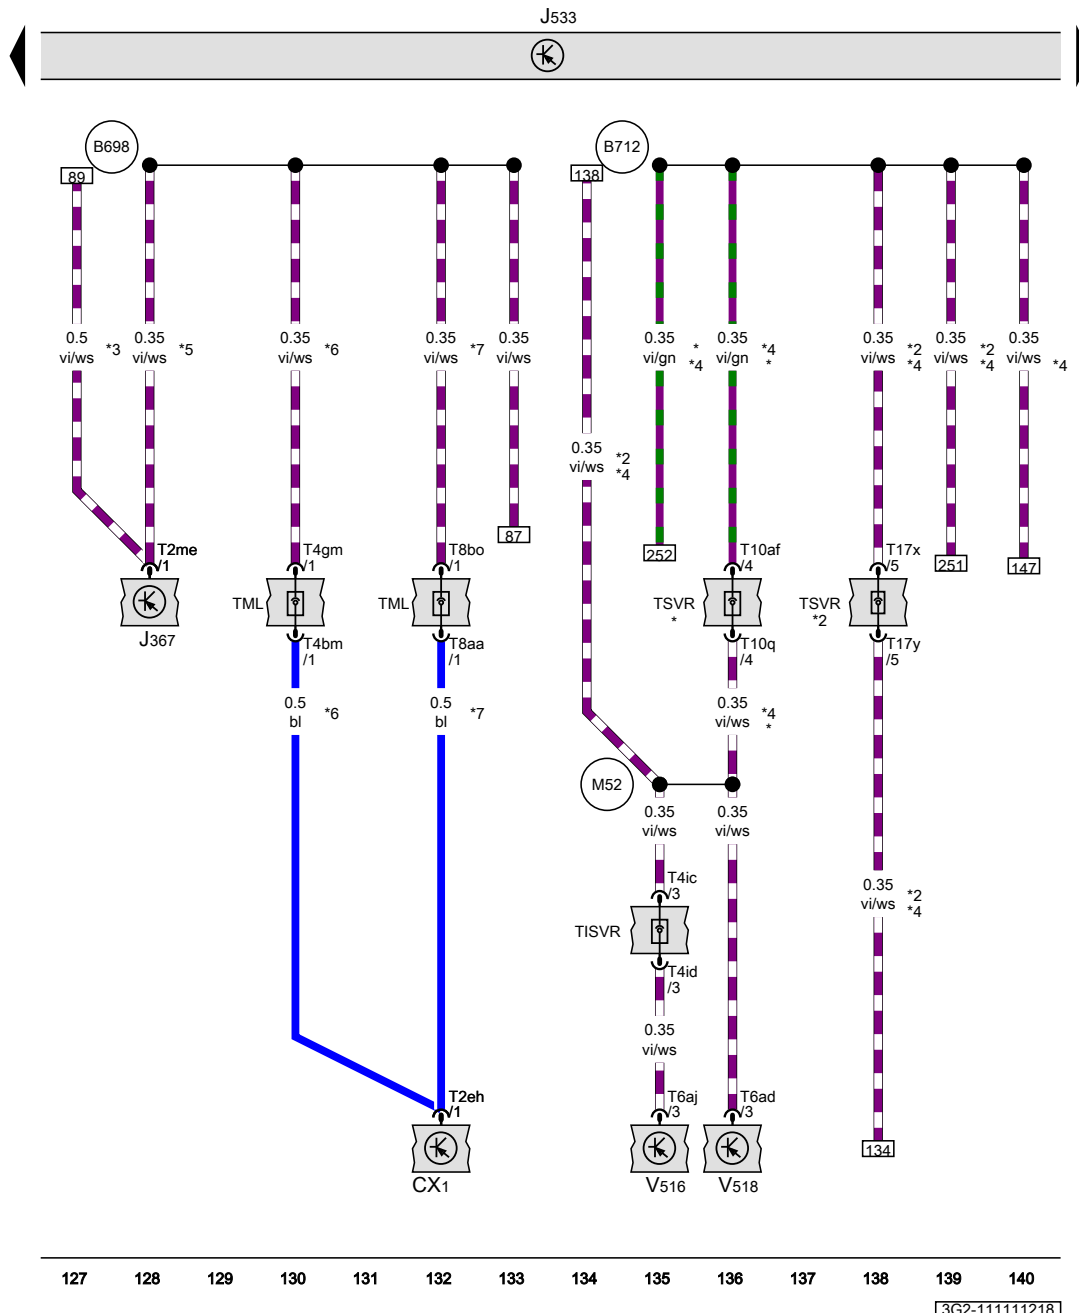 J533
B698
B712
89
138
0.5
vi/ws
*3
0.35
vi/ws
*5
0.35
vi/ws
*6
0.35
vi/ws
*7
0.35
vi/ws
0.35
vi/gn
*
*4
0.35
vi/gn
*4
*
0.35
vi/ws
*2
*4
0.35
vi/ws
*2
*4
0.35
vi/ws
*4
0.35
vi/ws
*2
*4
87
252
251
147
T2me
/1
T4gm
/1
T8bo
/1
T10af
/4
T17x
/5
J367
TML
TML
TSVR
*
TSVR
*2
T4bm
/1
T8aa
/1
T10q
/4
T17y
/5
0.5
bl
*6
0.5
bl
*7
0.35
vi/ws
*4
*
M52
0.35
vi/ws
0.35
vi/ws
T4ic
/3
0.35
vi/ws
*2
*4
TISVR
T4id
/3
0.35
vi/ws
T2eh
/1
T6aj
/3
T6ad
/3
134
CX1
V516
V518
127 128 129 130 131 132 133 134 135 136 137 138 139 140
3G2-111111218